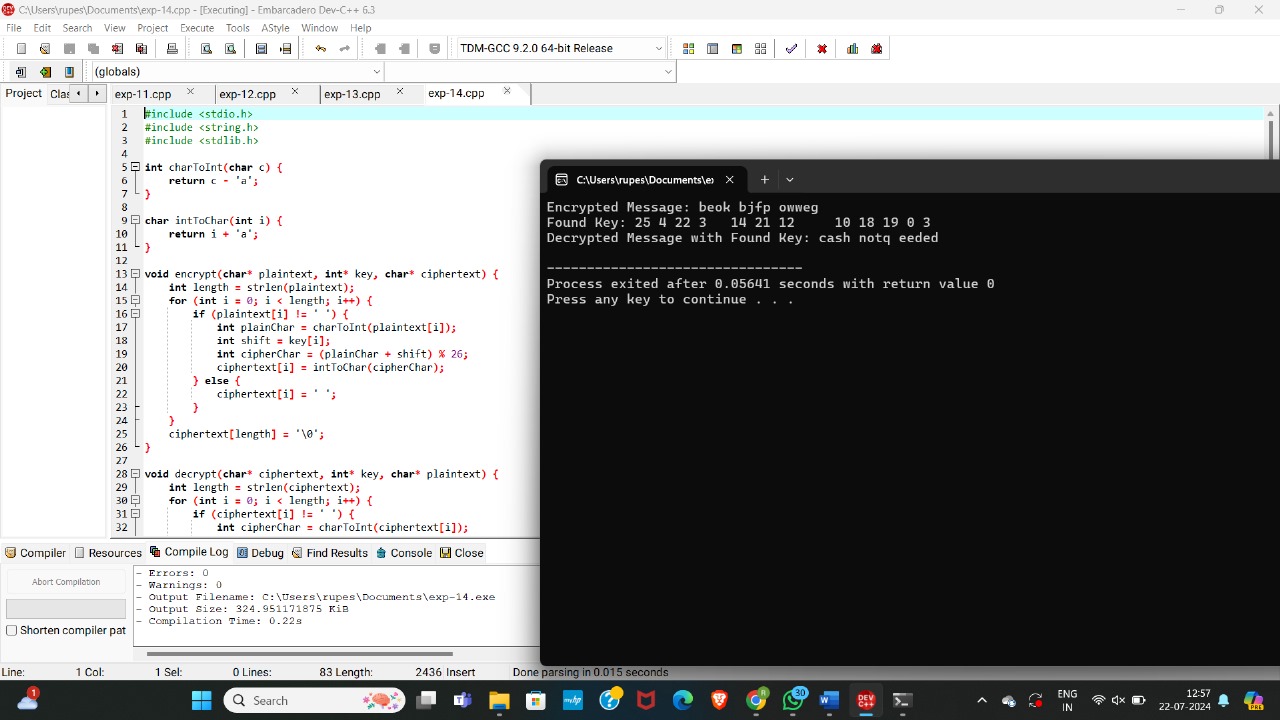 C:\Users\rupes\Documents\exp-14.cpp - [Executing] - Embarcadero Dev-C++ 6.3
File Edit Search View Project Execute Tools AStyle Window Help
TDM-GCC 9.2.0 64-bit Release
(globals)
Project Clas exp-11.cpp exp-12.cpp exp-13.cpp exp-14.cpp
1 #include <stdio.h>
2 #include <string.h>
3 #include <stdlib.h>
4
5 int charToInt(char c) {
6 return c - 'a';
7 }
8
9 char intToChar(int i) {
10 return i + 'a';
11 }
12
13 void encrypt(char* plaintext, int* key, char* ciphertext) {
14 int length = strlen(plaintext);
15 for (int i = 0; i < length; i++) {
16 if (plaintext[i] != ' ') {
17 int plainChar = charToInt(plaintext[i]);
18 int shift = key[i];
19 int cipherChar = (plainChar + shift) % 26;
20 ciphertext[i] = intToChar(cipherChar);
21 } else {
22 ciphertext[i] = ' ';
23 }
24 }
25 ciphertext[length] = '\0';
26 }
27
28 void decrypt(char* ciphertext, int* key, char* plaintext) {
29 int length = strlen(ciphertext);
30 for (int i = 0; i < length; i++) {
31 if (ciphertext[i] != ' ') {
32 int cipherChar = charToInt(ciphertext[i]);
C:\Users\rupes\Documents\e
Encrypted Message: beok bjfp owweg
Found Key: 25 4 22 3 14 21 12 10 18 19 0 3
Decrypted Message with Found Key: cash notq eeded
--------------------------------
Process exited after 0.05641 seconds with return value 0
Press any key to continue . . .
Compiler Resources Compile Log Debug Find Results Console Close
Abort Compilation
Shorten compiler pat
- Errors: 0
- Warnings: 0
- Output Filename: C:\Users\rupes\Documents\exp-14.exe
- Output Size: 324.951171875 KiB
- Compilation Time: 0.22s
Line: 1 Col: 1 Sel: 0 Lines: 83 Length: 2436 Insert Done parsing in 0.015 seconds
1 Search 30 ENG IN 12:57 22-07-2024